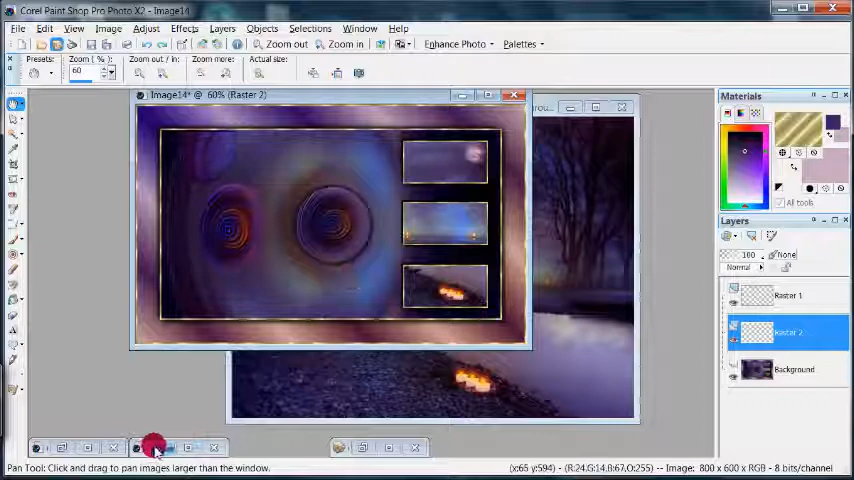 Corel Paint Shop Pro Photo X2 - Image14
File Edit View Image Adjust Effects Layers Objects Selections Window Help
Zoom out Zoom in Enhance Photo Palettes
Presets: Zoom ( % ): Zoom out / in: Zoom more: Actual size:
60
Image14* @ 60% (Raster 2)
Materials
All tools
Layers
None
100
Normal
Raster 1
Raster 2
Background
Pan Tool: Click and drag to pan images larger than the window.
(x:65 y:594) - (R:24,G:14,B:67,O:255) -- Image: 800 x 600 x RGB - 8 bits/channel